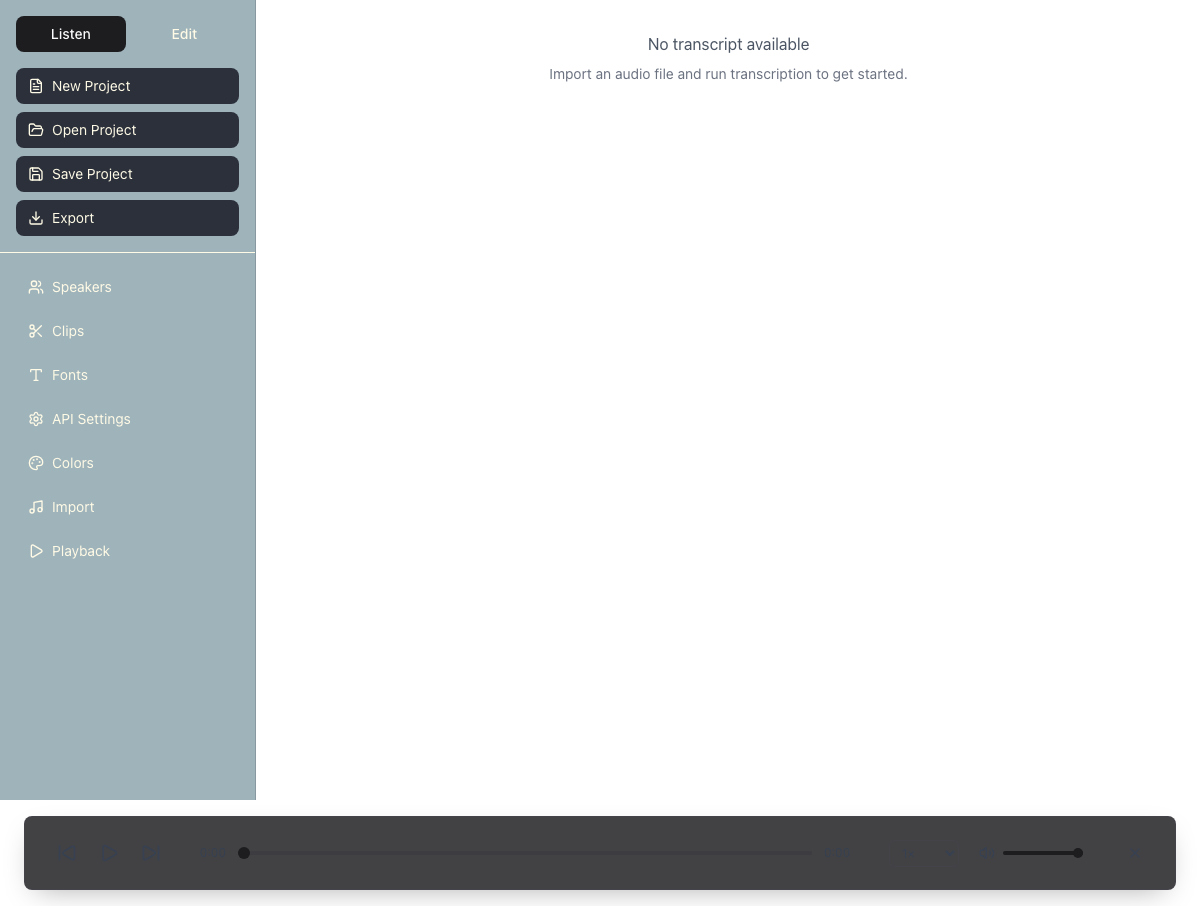 Listen
Edit
New Project
Open Project
Save Project
Export
Speakers
Clips
Fonts
API Settings
Colors
Import
Playback
No transcript available
Import an audio file and run transcription to get started.